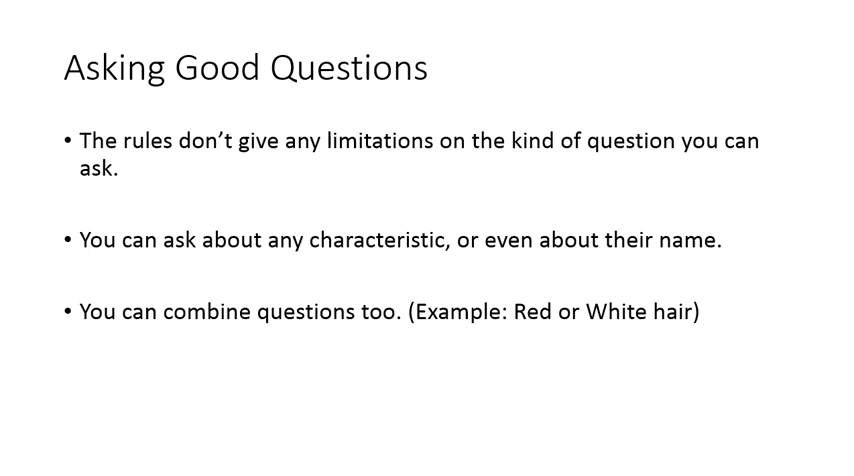 Asking Good Questions
• The rules don’t give any limitations on the kind of question you can
ask.
• You can ask about any characteristic, or even about their name.
• You can combine questions too. (Example: Red or White hair)